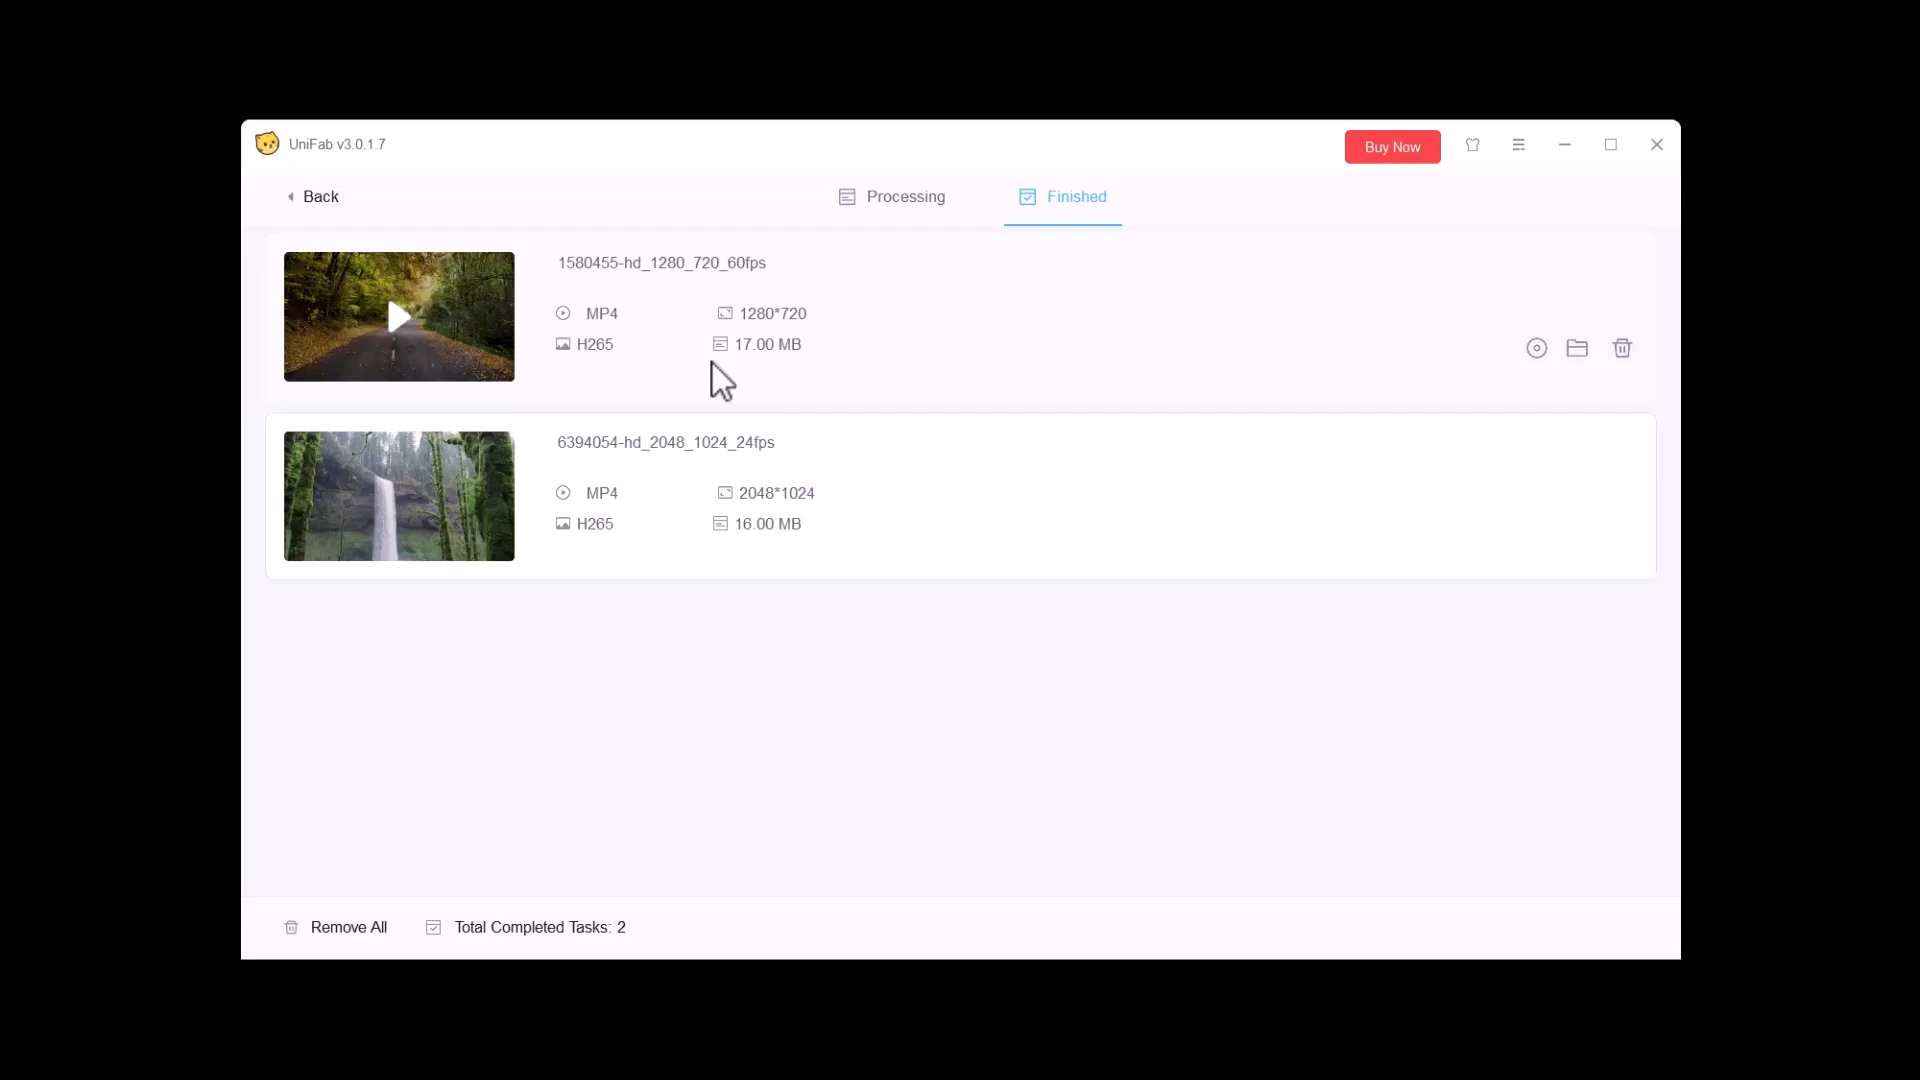 UniFab v3.0.1.7
Buy Now
Back
Processing
Finished
1580455-hd_1280_720_60fps
MP4
1280*720
H265
17.00 MB
6394054-hd_2048_1024_24fps
MP4
2048*1024
H265
16.00 MB
Remove All
Total Completed Tasks: 2